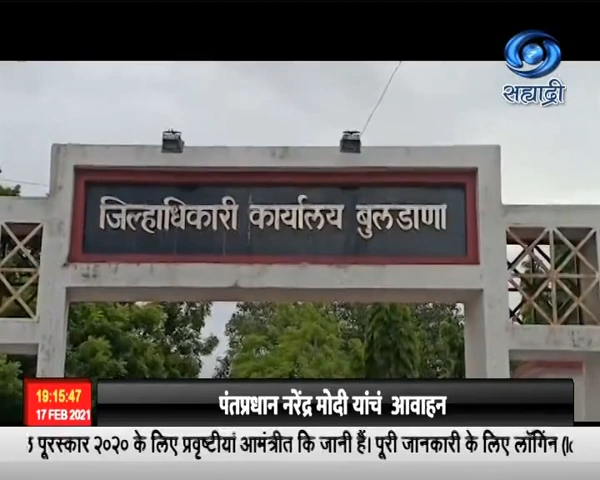 सह्याद्री
जिल्हाधिकारी कार्यालय बुलडाणा
19:15:47
17 FEB 2021
पंतप्रधान नरेंद्र मोदी यांचं आवाहन
पूरस्कार २०२० के लिए प्रवृष्टीयां आमंत्रीत कि जानी हैं। पूरी जानकारी के लिए लॉगिंन